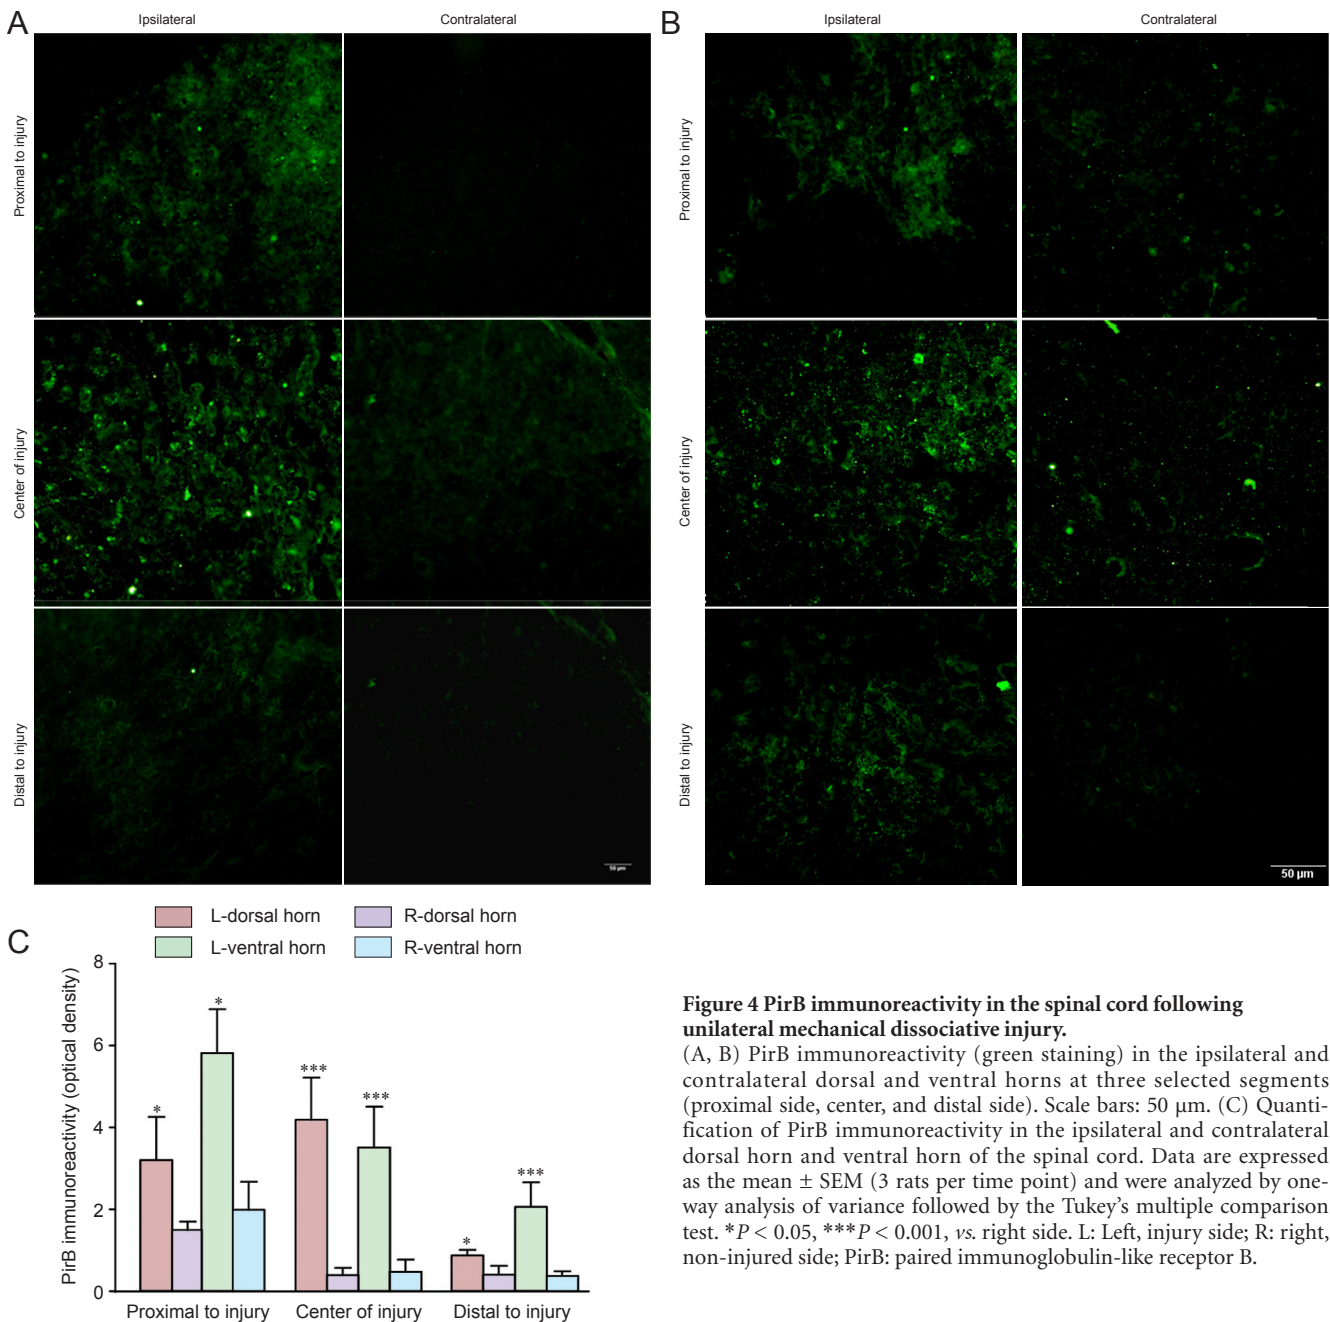 A
Ipsilateral
Contralateral
Proximal to injury
Center of injury
Distal to injury
50 µm
B
Ipsilateral
Contralateral
Proximal to injury
Center of injury
Distal to injury
50 µm
C
L-dorsal horn
R-dorsal horn
L-ventral horn
R-ventral horn
PirB immunoreactivity (optical density)
8
6
4
2
0
*
*
***
***
*
***
Proximal to injury
Center of injury
Distal to injury
Figure 4 PirB immunoreactivity in the spinal cord following
unilateral mechanical dissociative injury.
(A, B) PirB immunoreactivity (green staining) in the ipsilateral and
contralateral dorsal and ventral horns at three selected segments
(proximal side, center, and distal side). Scale bars: 50 µm. (C) Quanti-
fication of PirB immunoreactivity in the ipsilateral and contralateral
dorsal horn and ventral horn of the spinal cord. Data are expressed
as the mean ± SEM (3 rats per time point) and were analyzed by one-
way analysis of variance followed by the Tukey's multiple comparison
test. *P < 0.05, ***P < 0.001, vs. right side. L: Left, injury side; R: right,
non-injured side; PirB: paired immunoglobulin-like receptor B.